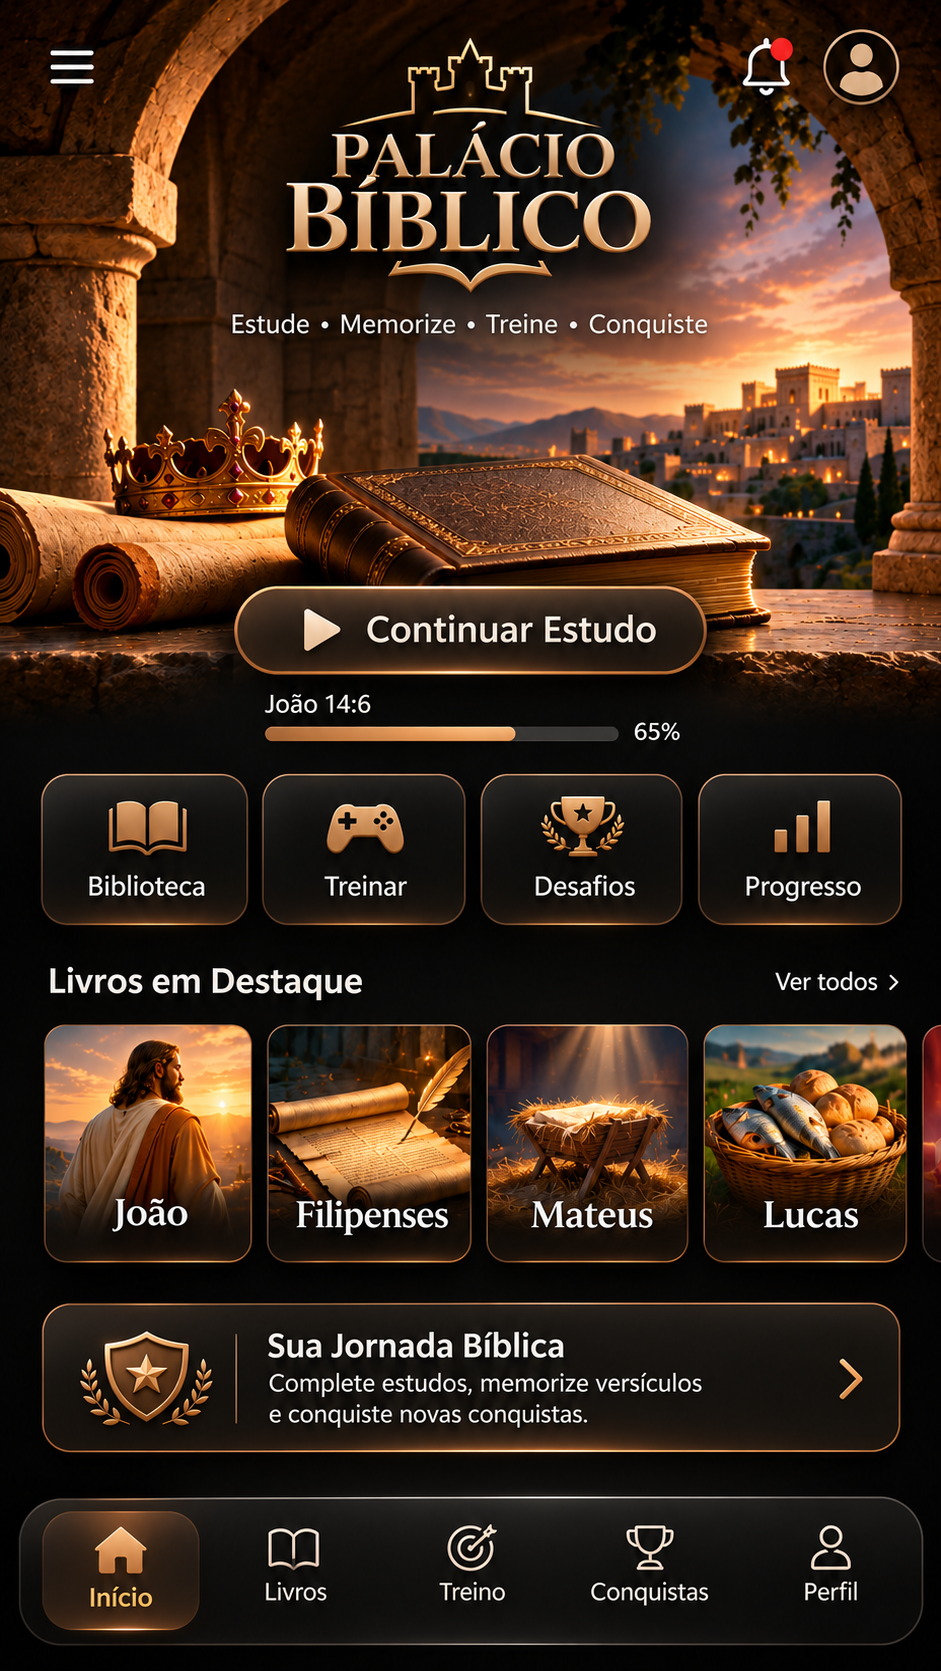 PALÁCIO
BÍBLICO
Estude • Memorize • Treine • Conquiste
Continuar Estudo
João 14:6
65%
Biblioteca
Treinar
Desafios
Progresso
Livros em Destaque
Ver todos >
João
Filipenses
Mateus
Lucas
Sua Jornada Bíblica
Complete estudos, memorize versículos
e conquiste novas conquistas.
Início
Livros
Treino
Conquistas
Perfil